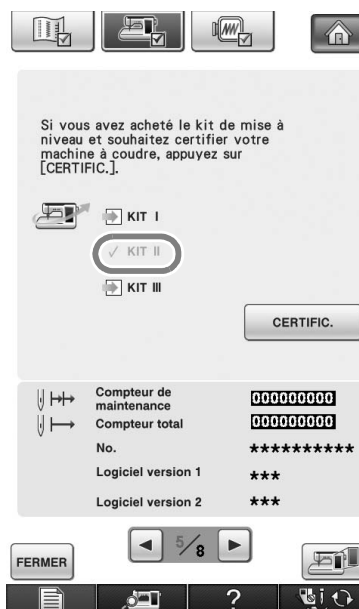 Si vous avez acheté le kit de mise à
niveau et souhaitez certifier votre
machine à coudre, appuyez sur
[CERTIFIC.].
KIT I
✓ KIT II
KIT III
CERTIFIC.
Compteur de
maintenance
000000000
Compteur total
000000000
No.
**********
Logiciel version 1
***
Logiciel version 2
***
FERMER
5/8
?